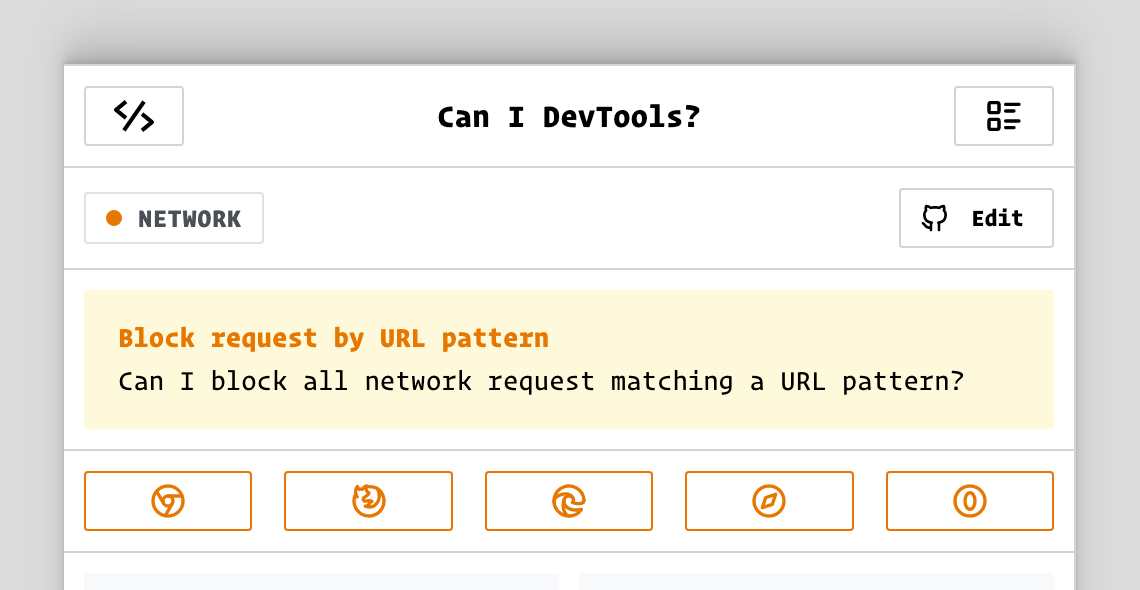 Can I DevTools?
NETWORK
Edit
Block request by URL pattern
Can I block all network request matching a URL pattern?